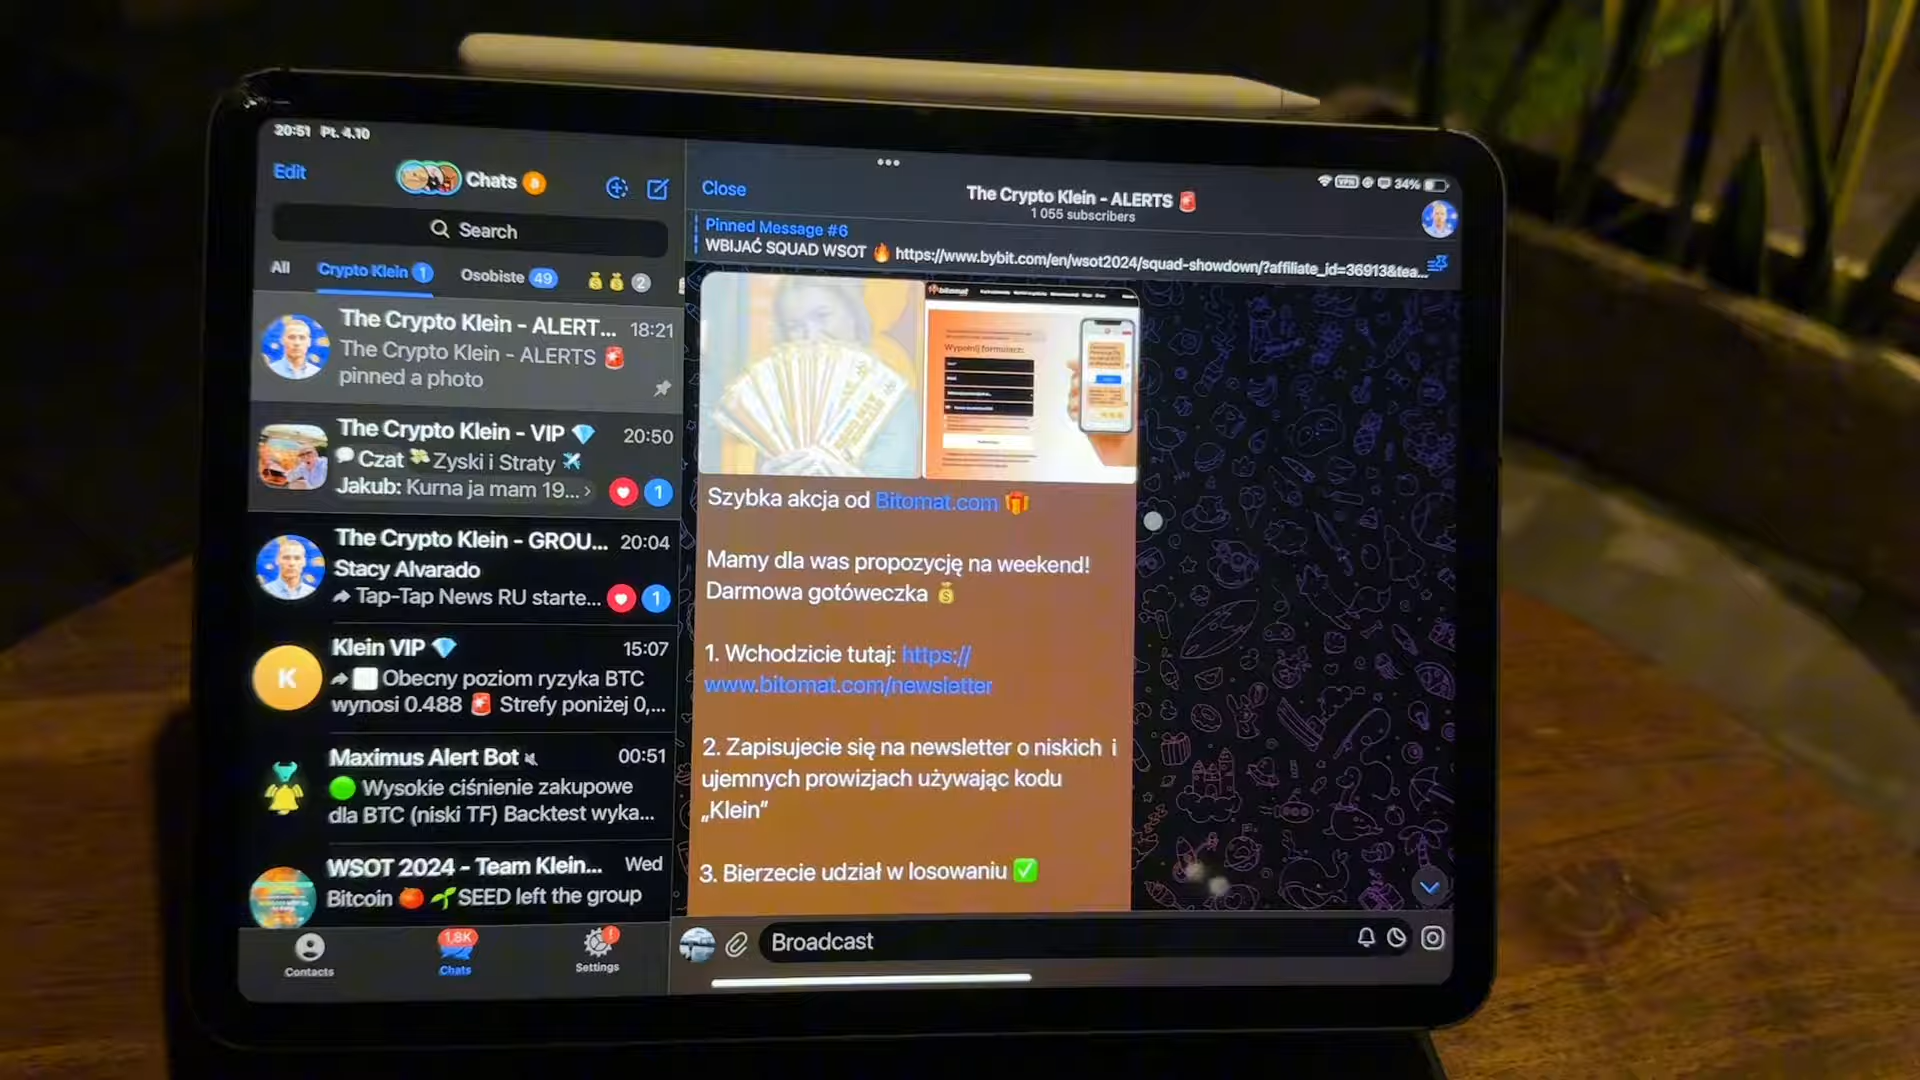 20:51 Pt. 4.10
Edit
Chats
Search
All
Crypto Klein 1
Osobiste 49
💰💰 2
The Crypto Klein - ALERT... 18:21
The Crypto Klein - ALERTS 🚨
pinned a photo
The Crypto Klein - VIP 💎 20:50
💬 Czat 🍀 Zyski i Straty ✈️
Jakub: Kurna ja mam 19... > 1
The Crypto Klein - GROU... 20:04
Stacy Alvarado
Tap-Tap News RU starte... 1
K
Klein VIP 💎 15:07
Obecny poziom ryzyka BTC
wynosi 0.488 🚨 Strefy poniżej 0,...
Maximus Alert Bot 00:51
🟢 Wysokie ciśnienie zakupowe
dla BTC (niski TF) Backtest wyka...
WSOT 2024 - Team Klein... Wed
Bitcoin 🍅 🌱SEED left the group
Contacts
1,8K
Chats
!
Settings
VPN 34%
Close
The Crypto Klein - ALERTS 🚨
1 055 subscribers
Pinned Message #6
WBIJAĆ SQUAD WSOT 🔥 https://www.bybit.com/en/wsot2024/squad-showdown/?affiliate_id=36913&tea...
bitomat
Wypełnij formularz:
Szybka akcja od Bitomat.com 🎁
Mamy dla was propozycję na weekend!
Darmowa gotóweczka 💰
1. Wchodzicie tutaj: https://
www.bitomat.com/newsletter
2. Zapisujecie się na newsletter o niskich i
ujemnych prowizjach używając kodu
„Klein”
3. Bierzecie udział w losowaniu ✅
Broadcast